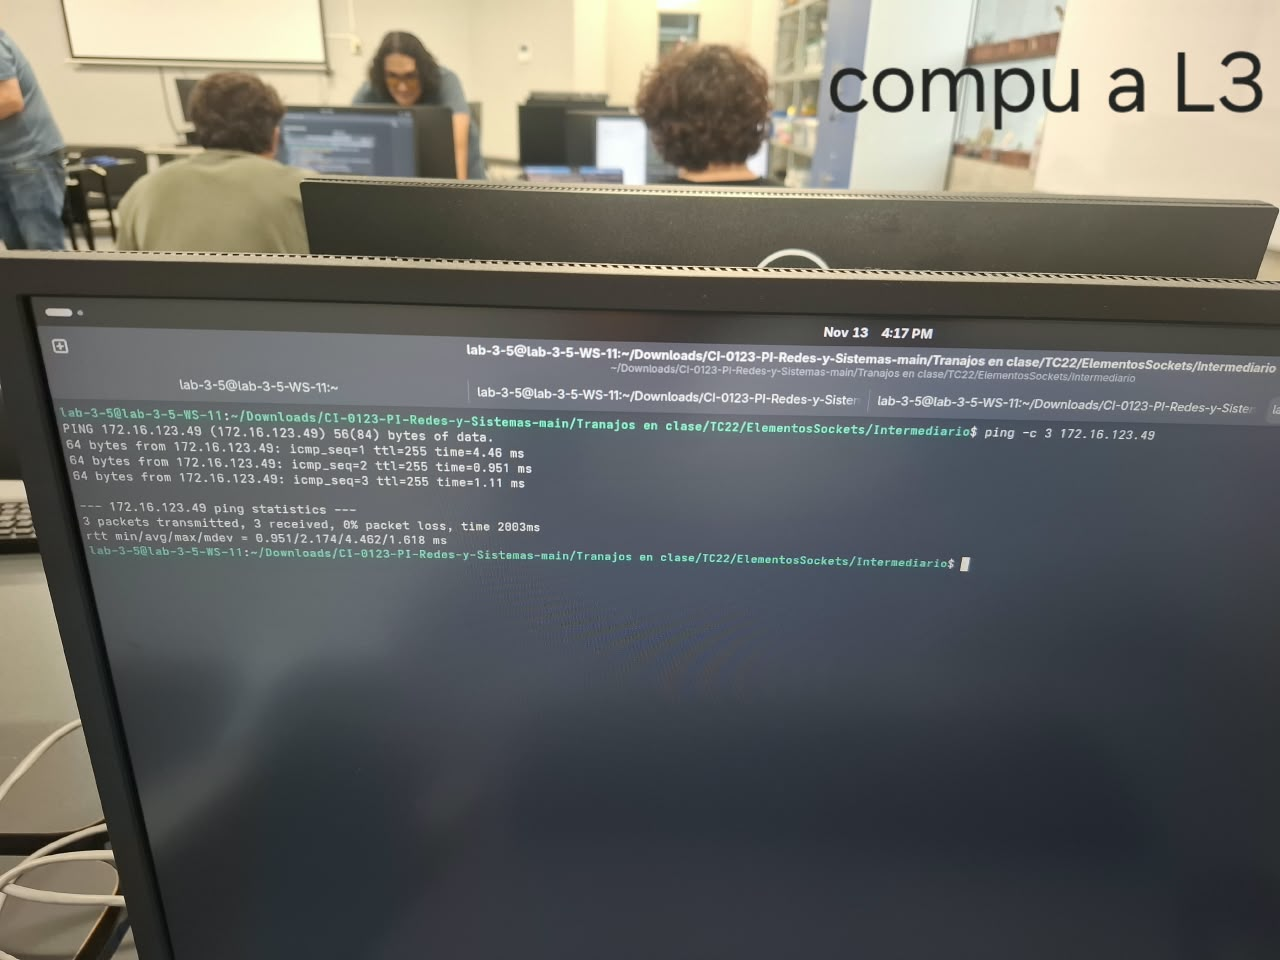 compu a L3
Nov 13 4:17 PM
lab-3-5@lab-3-5-WS-11:~/Downloads/CI-0123-PI-Redes-y-Sistemas-main/Tranajos en clase/TC22/ElementosSockets/Intermediario
~/Downloads/CI-0123-PI-Redes-y-Sistemas-main/Tranajos en clase/TC22/ElementosSockets/Intermediario
lab-3-5@lab-3-5-WS-11:~ lab-3-5@lab-3-5-WS-11:~/Downloads/CI-0123-PI-Redes-y-Sister lab-3-5@lab-3-5-WS-11:~/Downloads/CI-0123-PI-Redes-y-Sister
lab-3-5@lab-3-5-WS-11:~/Downloads/CI-0123-PI-Redes-y-Sistemas-main/Tranajos en clase/TC22/ElementosSockets/Intermediario$ ping -c 3 172.16.123.49
PING 172.16.123.49 (172.16.123.49) 56(84) bytes of data.
64 bytes from 172.16.123.49: icmp_seq=1 ttl=255 time=4.46 ms
64 bytes from 172.16.123.49: icmp_seq=2 ttl=255 time=0.951 ms
64 bytes from 172.16.123.49: icmp_seq=3 ttl=255 time=1.11 ms
--- 172.16.123.49 ping statistics ---
3 packets transmitted, 3 received, 0% packet loss, time 2003ms
rtt min/avg/max/mdev = 0.951/2.174/4.462/1.618 ms
lab-3-5@lab-3-5-WS-11:~/Downloads/CI-0123-PI-Redes-y-Sistemas-main/Tranajos en clase/TC22/ElementosSockets/Intermediario$